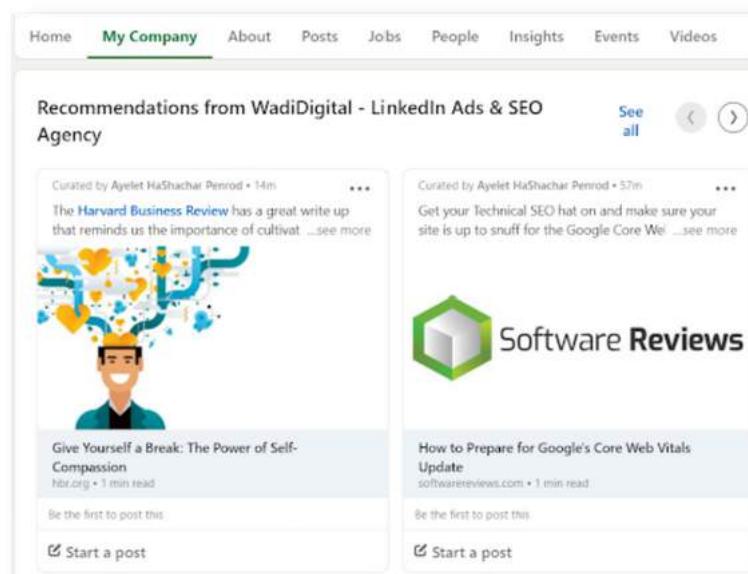 Home My Company About Posts Jobs People Insights Events Videos
Recommendations from WadiDigital - LinkedIn Ads & SEO
Agency
See
all
Curated by Ayelet HaShachar Penrod • 14m
The Harvard Business Review has a great write up
that reminds us the importance of cultivat ...see more
Give Yourself a Break: The Power of Self-
Compassion
hbr.org • 1 min read
Be the first to post this
Start a post
Curated by Ayelet HaShachar Penrod • 57m
Get your Technical SEO hat on and make sure your
site is up to snuff for the Google Core We ...see more
Software Reviews
How to Prepare for Google's Core Web Vitals
Update
softwarereviews.com • 1 min read
Be the first to post this
Start a post